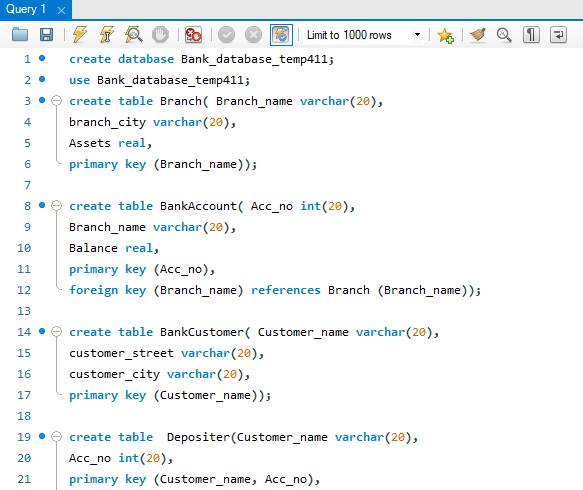 Query 1
Limit to 1000 rows
1 create database Bank_database_temp411;
2 use Bank_database_temp411;
3 create table Branch( Branch_name varchar(20),
4 branch_city varchar(20),
5 Assets real,
6 primary key (Branch_name));
7
8 create table BankAccount( Acc_no int(20),
9 Branch_name varchar(20),
10 Balance real,
11 primary key (Acc_no),
12 foreign key (Branch_name) references Branch (Branch_name));
13
14 create table BankCustomer( Customer_name varchar(20),
15 customer_street varchar(20),
16 customer_city varchar(20),
17 primary key (Customer_name));
18
19 create table  Depositer(Customer_name varchar(20),
20 Acc_no int(20),
21 primary key (Customer_name, Acc_no),